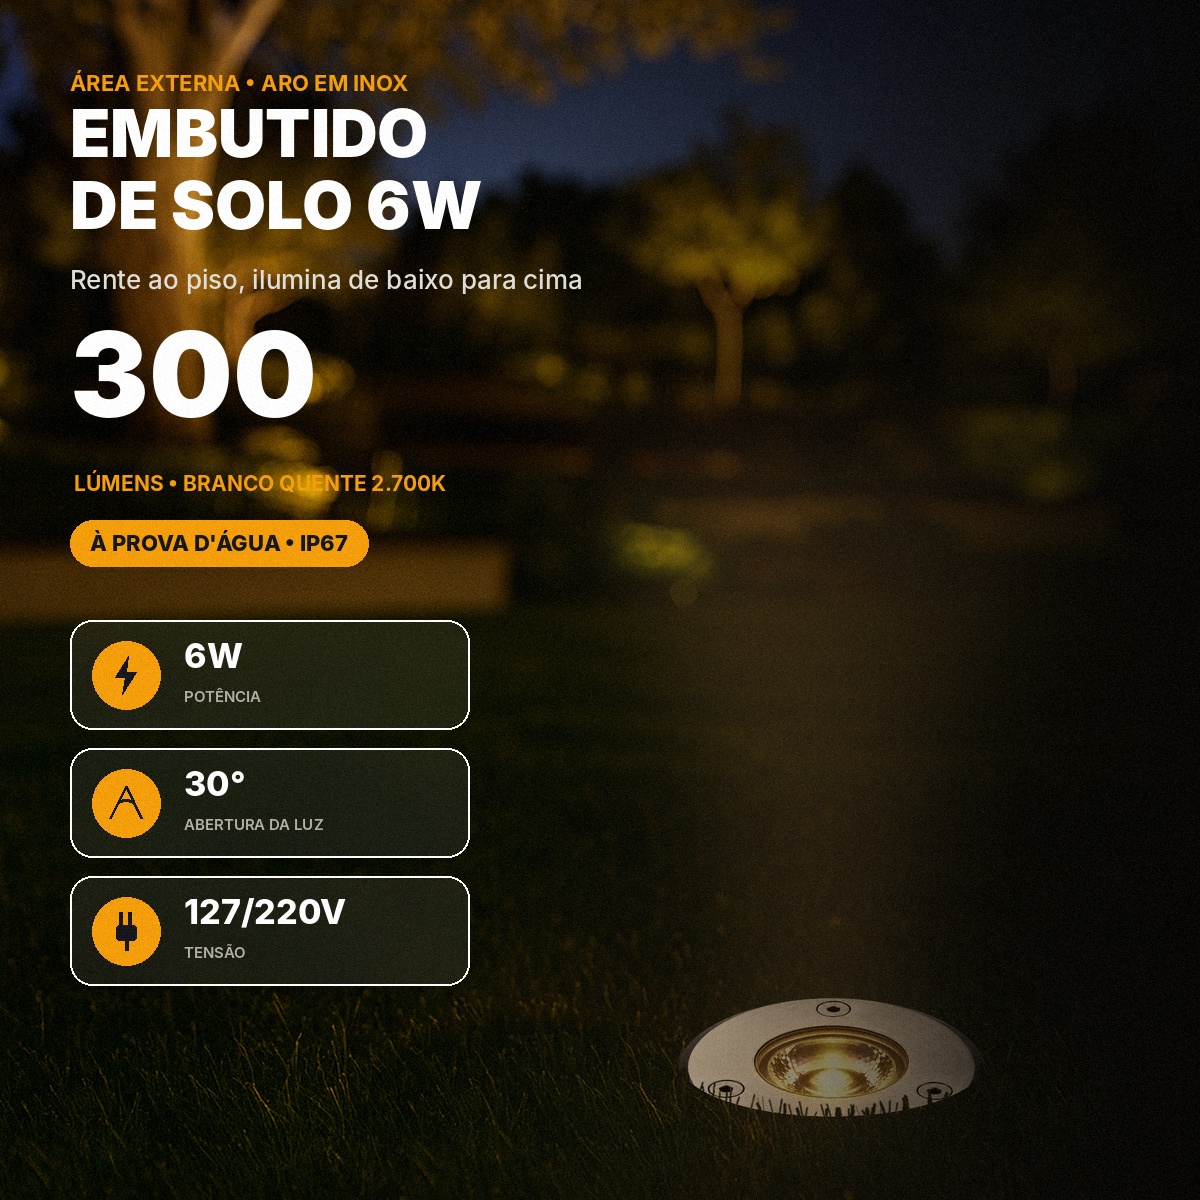 ÁREA EXTERNA • ARO EM INOX
EMBUTIDO
DE SOLO 6W
Rente ao piso, ilumina de baixo para cima
300
LÚMENS • BRANCO QUENTE 2.700K
À PROVA D'ÁGUA • IP67
6W
POTÊNCIA
30°
ABERTURA DA LUZ
127/220V
TENSÃO